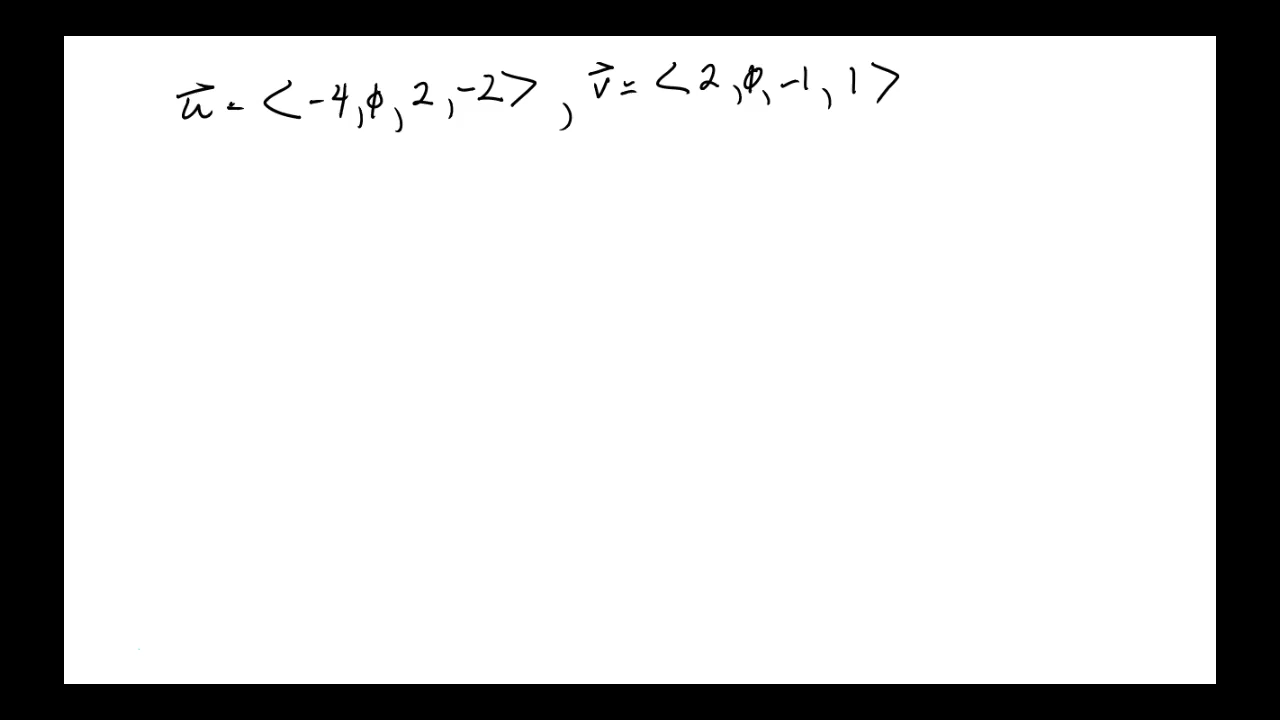 u⃗ = <-4, ϕ, 2, -2>, v⃗ = <2, ϕ, -1, 1>